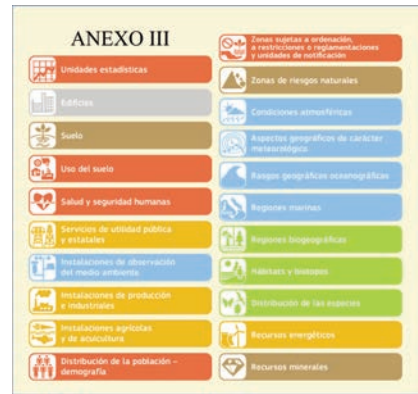 ANEXO III
Unidades estadísticas
Edificios
Suelo
Uso del suelo
Salud y seguridad humanas
Servicios de utilidad pública
y estatales
Instalaciones de observación
del medio ambiente
Instalaciones de producción
e industriales
Instalaciones agrícolas
y de acuicultura
Distribución de la población –
demografía
Zonas sujetas a ordenación,
a restricciones o reglamentaciones
y unidades de notificación
Zonas de riesgos naturales
Condiciones atmosféricas
Aspectos geográficos de carácter
meteorológico
Rasgos geográficos oceanográficos
Regiones marinas
Regiones biogeográficas
Hábitats y biotopos
Distribución de las especies
Recursos energéticos
Recursos minerales